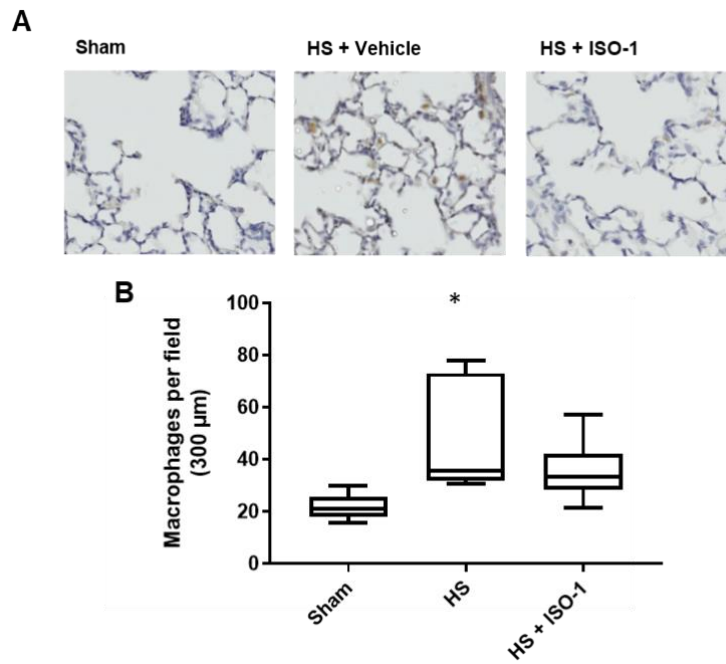 A
Sham
HS + Vehicle
HS + ISO-1
B
Macrophages per field
(300 µm)
100
80
60
40
20
0
*
Sham
HS
HS + ISO-1